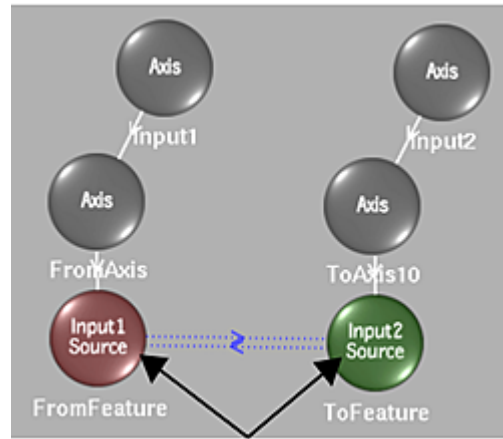 Axis
Axis
Input1
Input2
Axis
Axis
FromAxis
ToAxis10
Input1
Source
Input2
Source
FromFeature
ToFeature